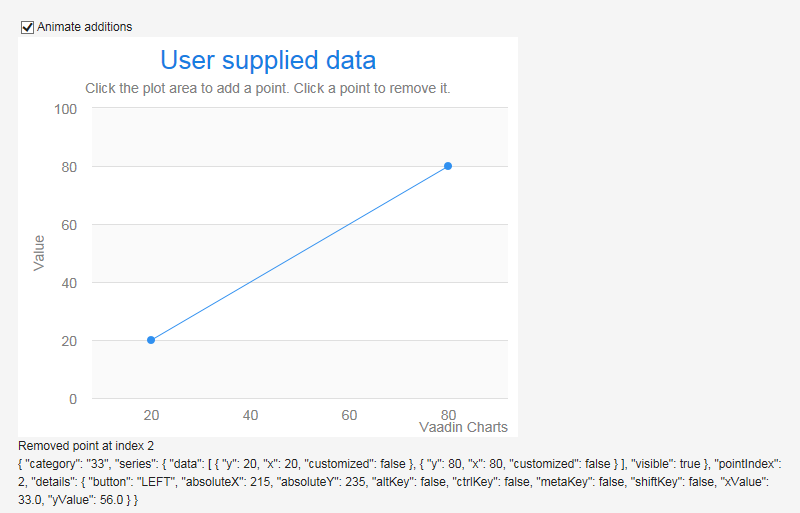 Animate additions
User supplied data
Click the plot area to add a point. Click a point to remove it.
100
80
60
40
20
0
Value
20 40 60 80
Vaadin Charts
Removed point at index 2
{ "category": "33", "series": { "data": [ { "y": 20, "x": 20, "customized": false }, { "y": 80, "x": 80, "customized": false } ], "visible": true }, "pointIndex":
2, "details": { "button": "LEFT", "absoluteX": 215, "absoluteY": 235, "altKey": false, "ctrlKey": false, "metaKey": false, "shiftKey": false, "xValue":
33.0, "yValue": 56.0 } }